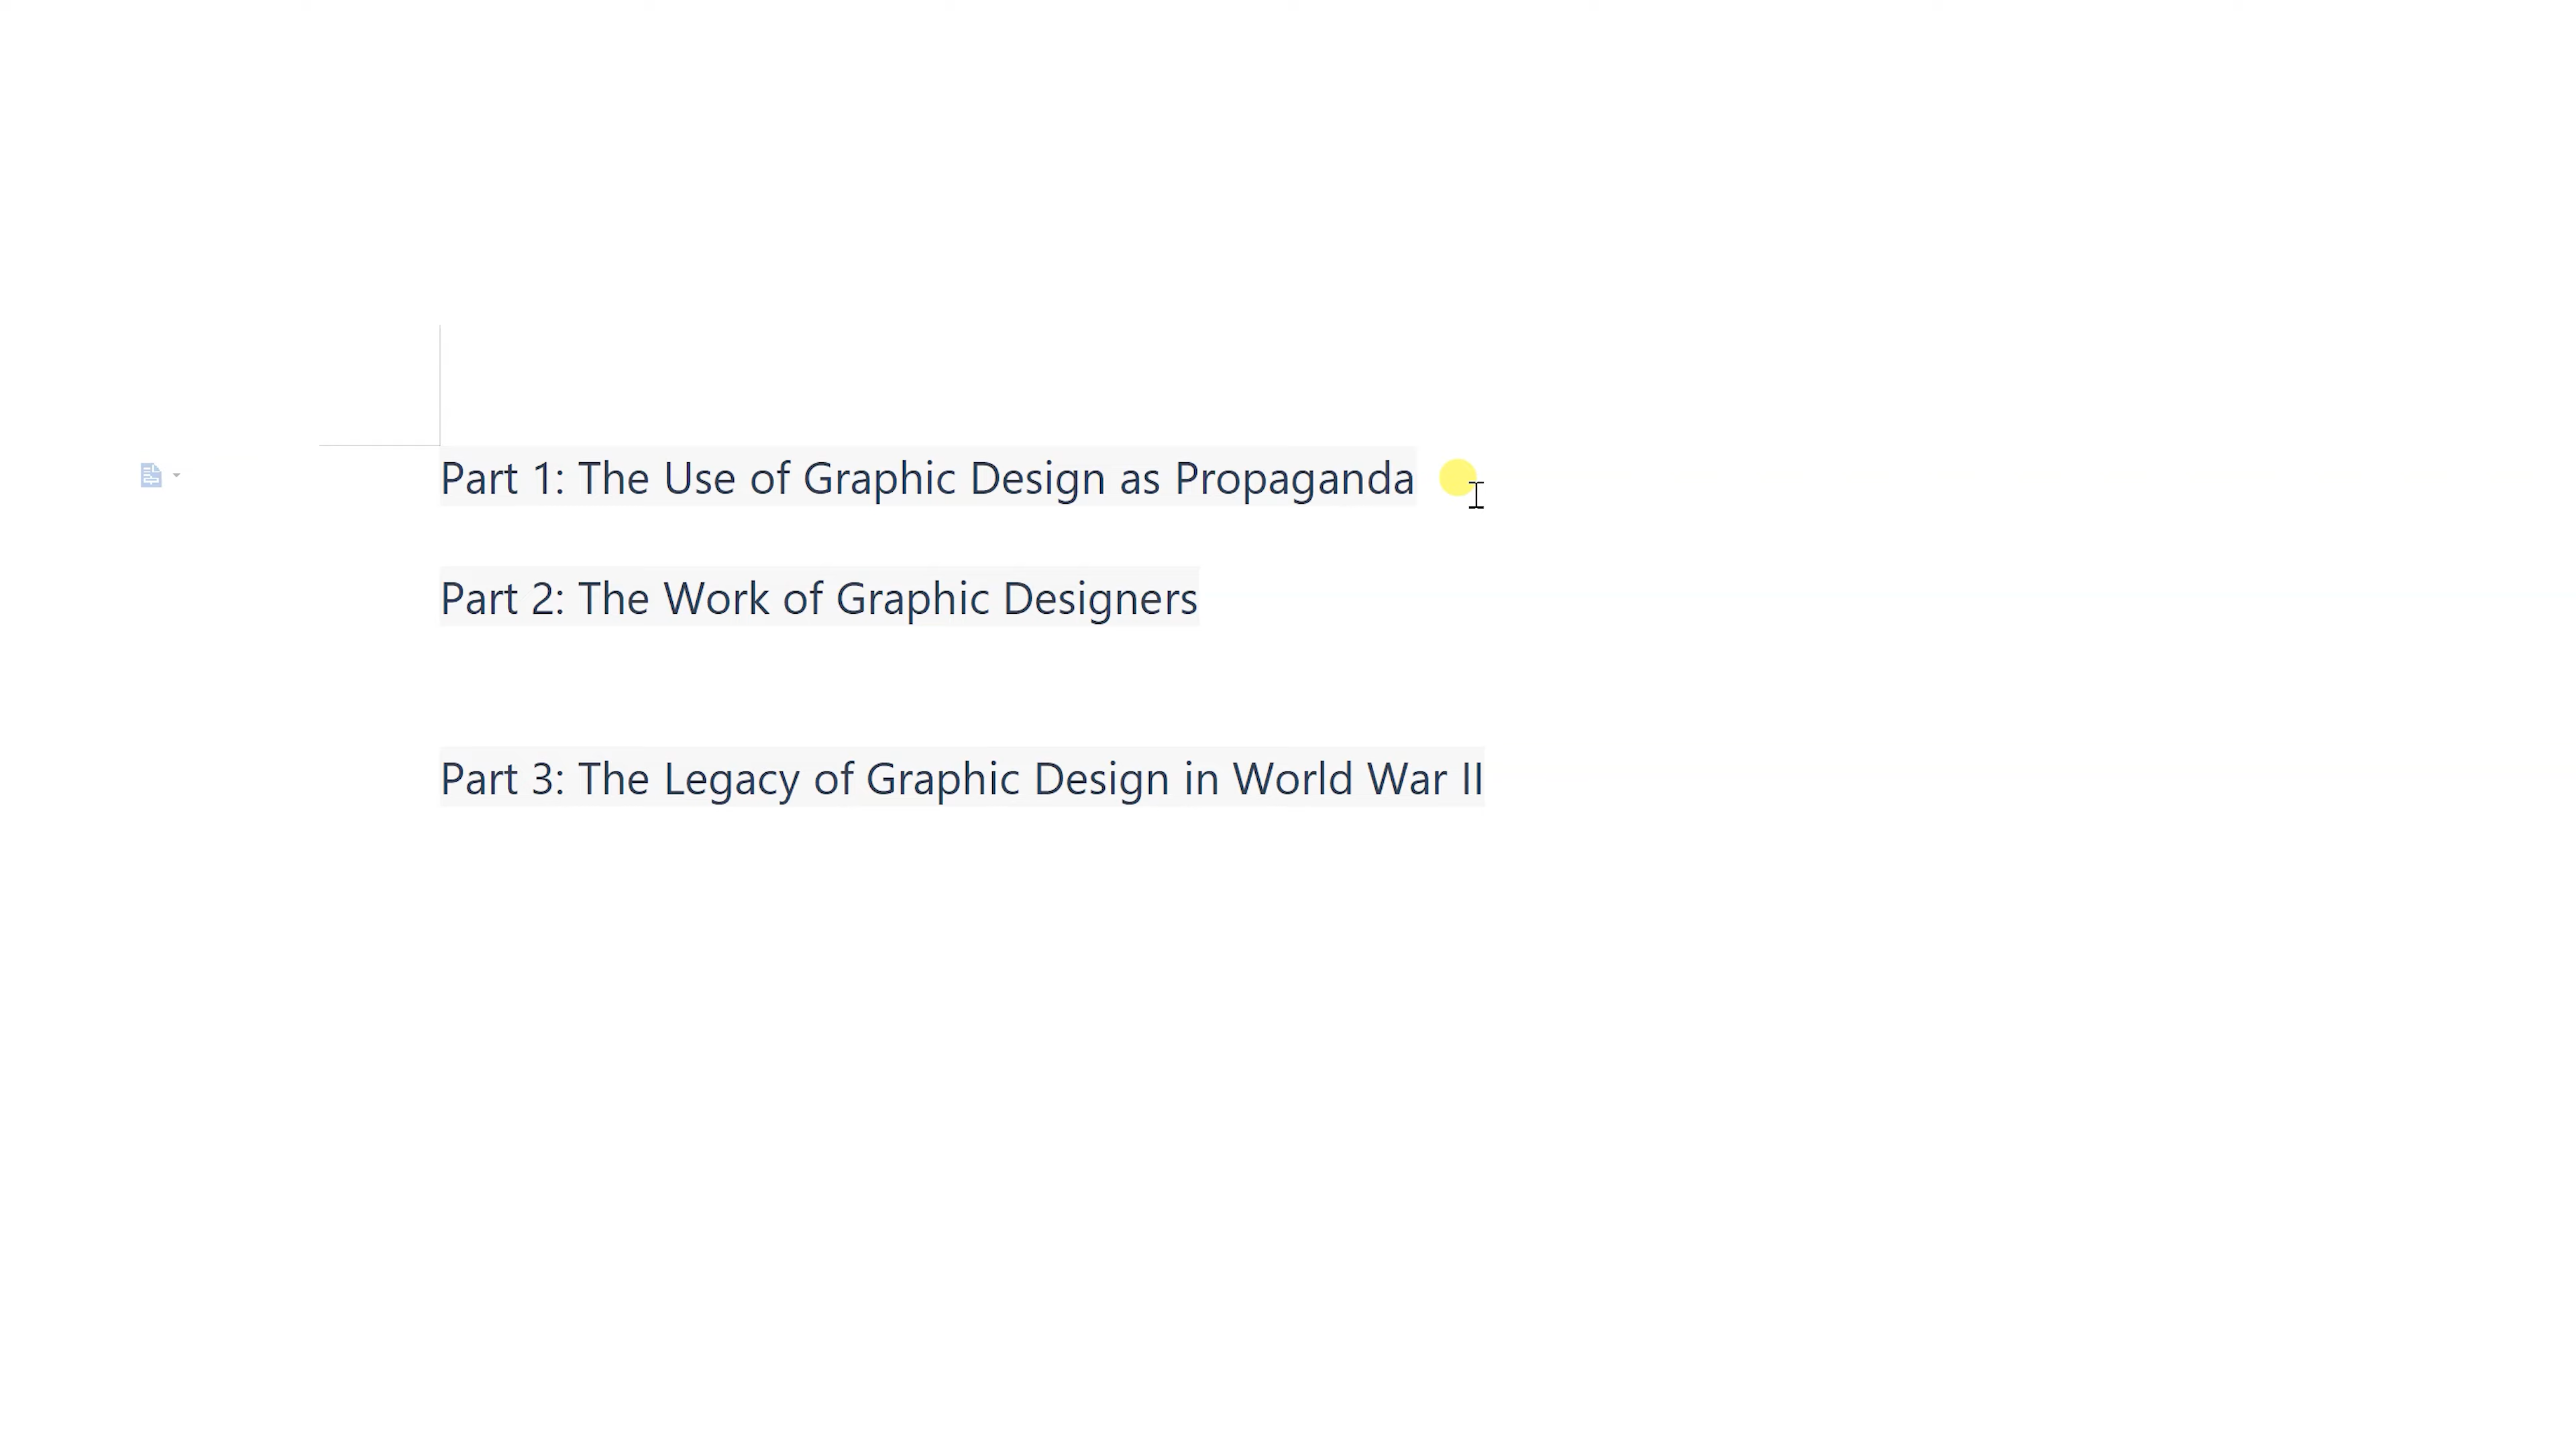 Part 1: The Use of Graphic Design as Propaganda
Part 2: The Work of Graphic Designers
Part 3: The Legacy of Graphic Design in World War II